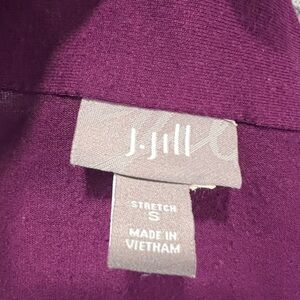 J.Jill
STRETCH
S
MADE IN
VIETNAM